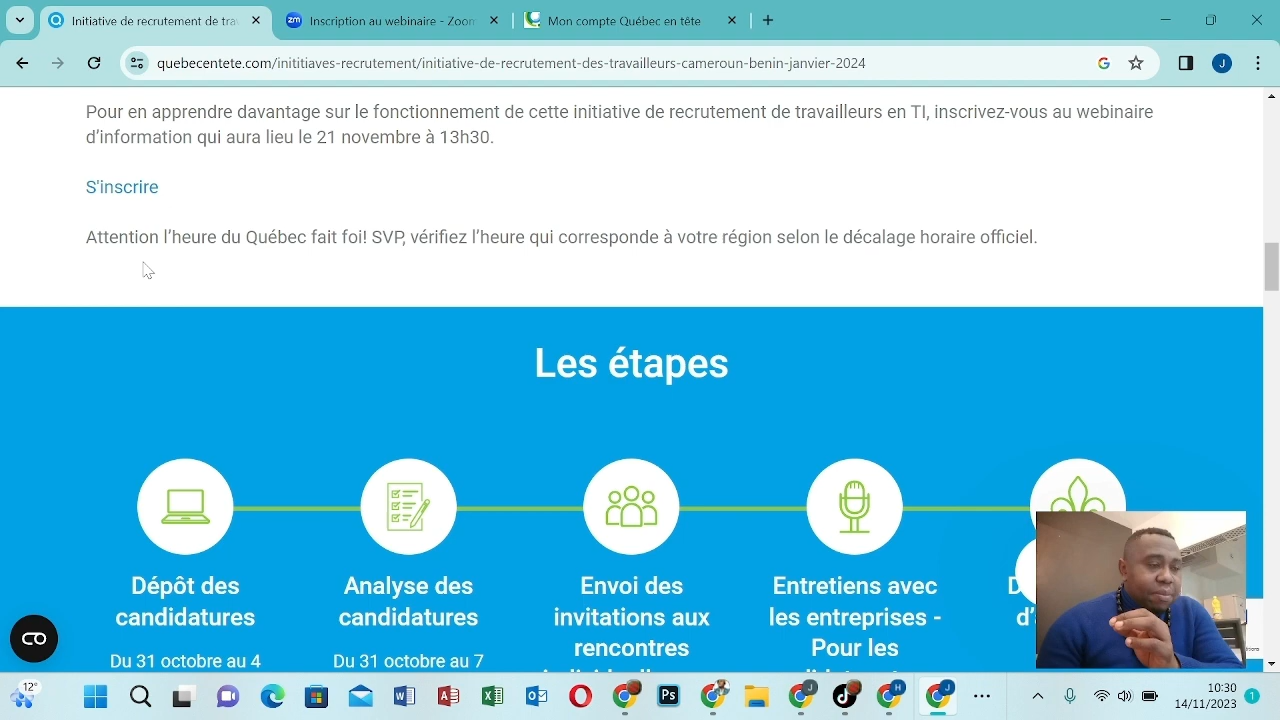 Initiative de recrutement de tra
Inscription au webinaire - Zoom
Mon compte Québec en tête
quebecentete.com/inititiaves-recrutement/initiative-de-recrutement-des-travailleurs-cameroun-benin-janvier-2024
Pour en apprendre davantage sur le fonctionnement de cette initiative de recrutement de travailleurs en TI, inscrivez-vous au webinaire
d'information qui aura lieu le 21 novembre à 13h30.
S'inscrire
Attention l'heure du Québec fait foi! SVP, vérifiez l'heure qui corresponde à votre région selon le décalage horaire officiel.
Les étapes
Dépôt des
candidatures
Du 31 octobre au 4
Analyse des
candidatures
Du 31 octobre au 7
Envoi des
invitations aux
rencontres
Entretiens avec
les entreprises -
Pour les
D
d'
12°
10:30
14/11/2023